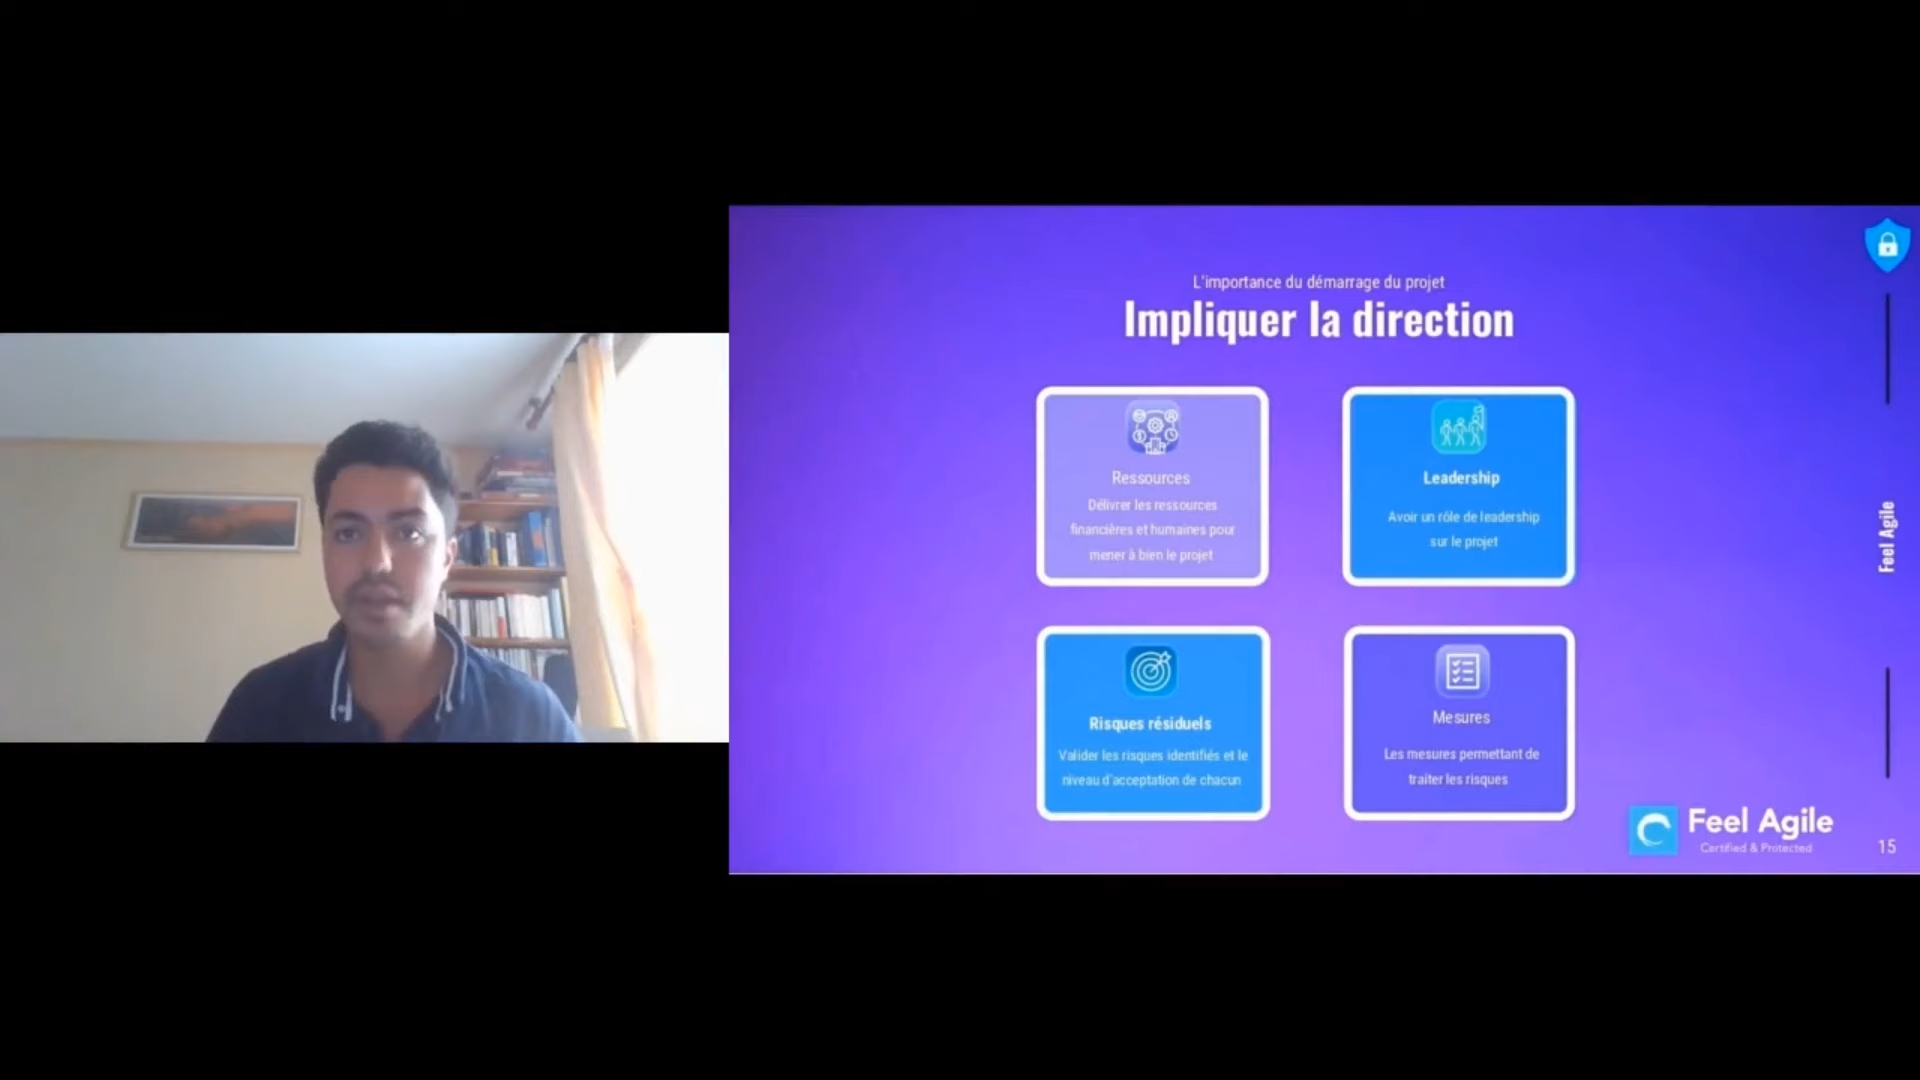 L'importance du démarrage du projet
Impliquer la direction
Ressources
Délivrer les ressources
financières et humaines pour
mener à bien le projet
Leadership
Avoir un rôle de leadership
sur le projet
Risques résiduels
Valider les risques identifiés et le
niveau d'acceptation de chacun
Mesures
Les mesures permettant de
traiter les risques
Feel Agile
Feel Agile
Certified & Protected
15